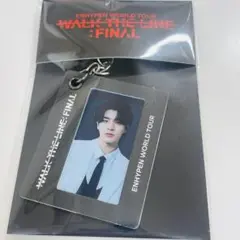 ENHYPEN WORLD TOUR
WALK THE LINE
: FINAL
WALK THE LINE : FINAL
ENHYPEN WORLD TOUR